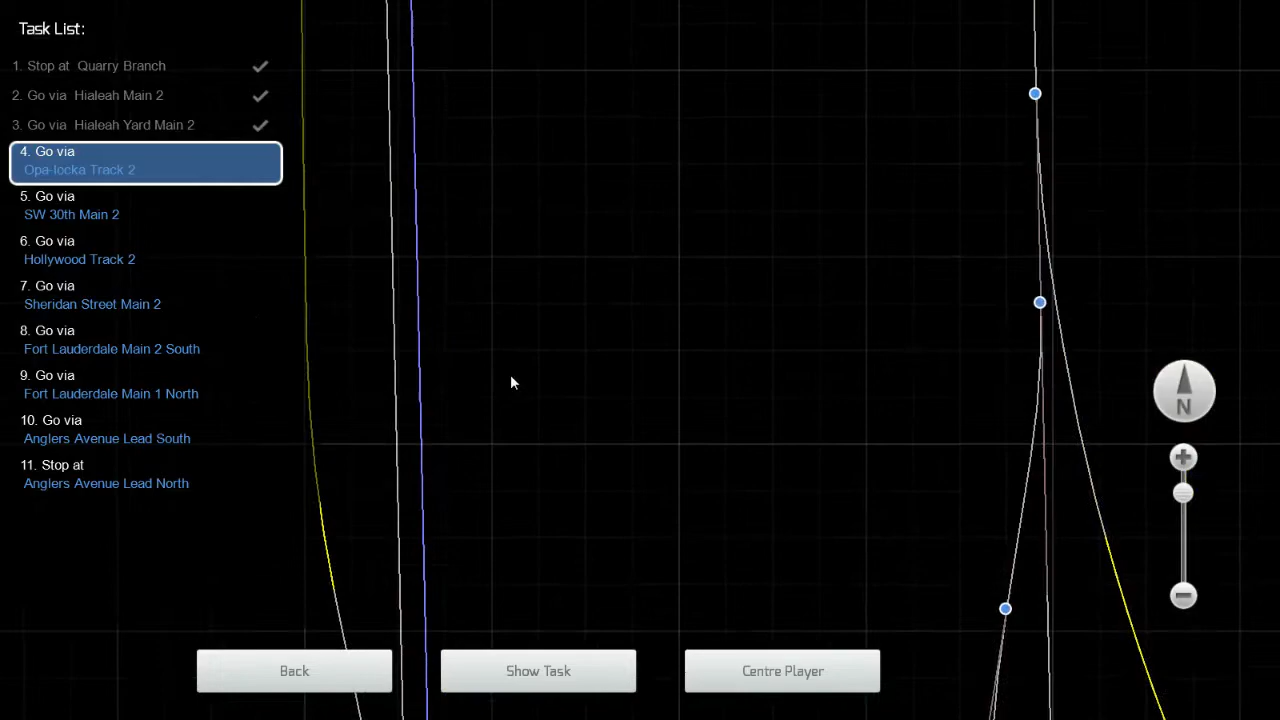 Task List:
1. Stop at Quarry Branch
2. Go via Hialeah Main 2
3. Go via Hialeah Yard Main 2
4. Go via
Opa-locka Track 2
5. Go via
SW 30th Main 2
6. Go via
Hollywood Track 2
7. Go via
Sheridan Street Main 2
8. Go via
Fort Lauderdale Main 2 South
9. Go via
Fort Lauderdale Main 1 North
10. Go via
Anglers Avenue Lead South
11. Stop at
Anglers Avenue Lead North
N
Back
Show Task
Centre Player